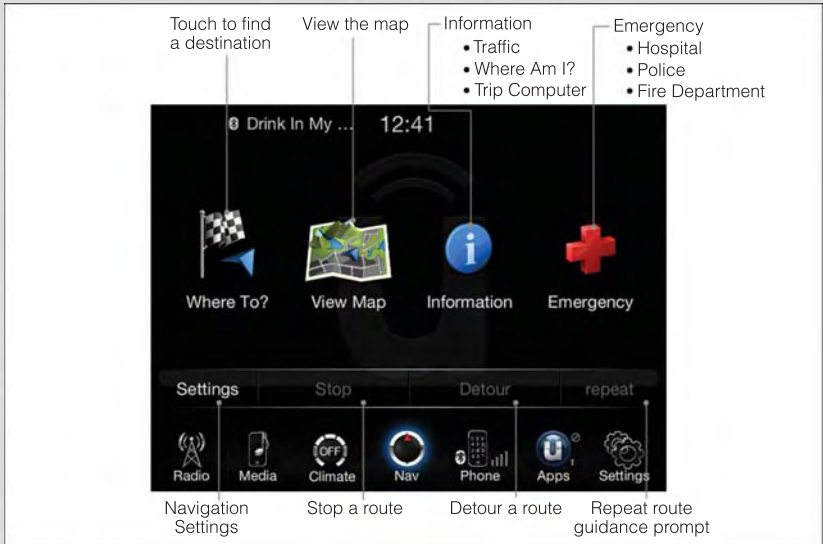 Touch to find
a destination
View the map
Information
• Traffic
• Where Am I?
• Trip Computer
Emergency
• Hospital
• Police
• Fire Department
Drink In My ...
12:41
Where To?
View Map
Information
Emergency
Settings
Stop
Detour
repeat
OFF
Radio
Media
Climate
Nav
Phone
Apps
Settings
Navigation
Settings
Stop a route
Detour a route
Repeat route
guidance prompt